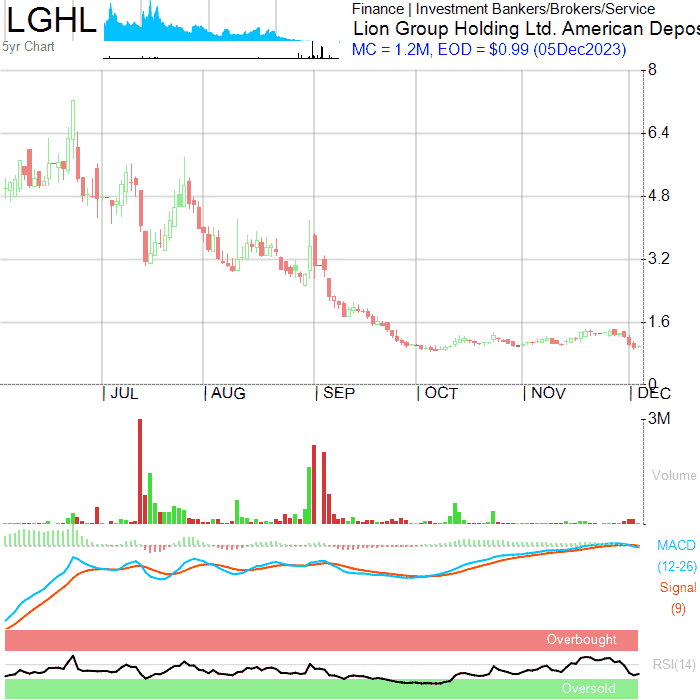 LGHL
5yr Chart
Finance | Investment Bankers/Brokers/Service
Lion Group Holding Ltd. American Depos
MC = 1.2M, EOD = $0.99 (05Dec2023)
8
6.4
4.8
3.2
1.6
0
JUL AUG SEP OCT NOV DEC
3M
Volume
MACD
(12-26)
Signal
(9)
Overbought
RSI(14)
Oversold